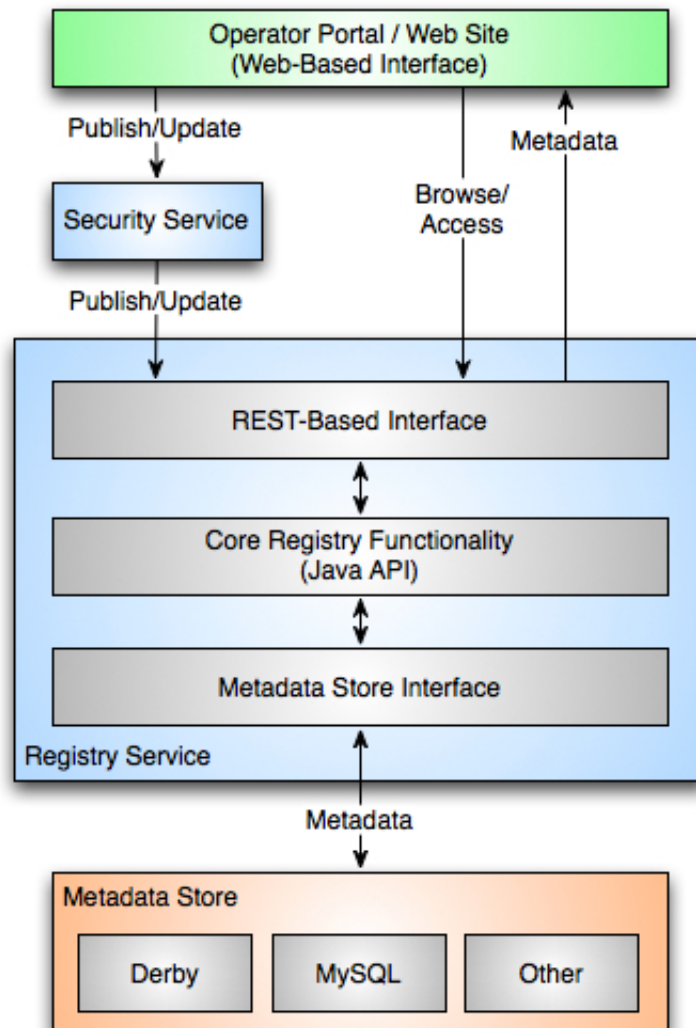 Operator Portal / Web Site
(Web-Based Interface)
Publish/Update
Metadata
Browse/
Access
Security Service
Publish/Update
REST-Based Interface
Core Registry Functionality
(Java API)
Metadata Store Interface
Registry Service
Metadata
Metadata Store
Derby
MySQL
Other